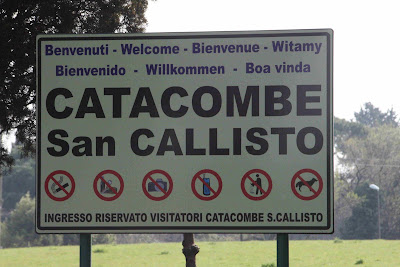 Benvenuti - Welcome - Bienvenue - Witamy
Bienvenido - Willkommen - Boa vinda
CATACOMBE
San CALLISTO
INGRESSO RISERVATO VISITATORI CATACOMBE S.CALLISTO